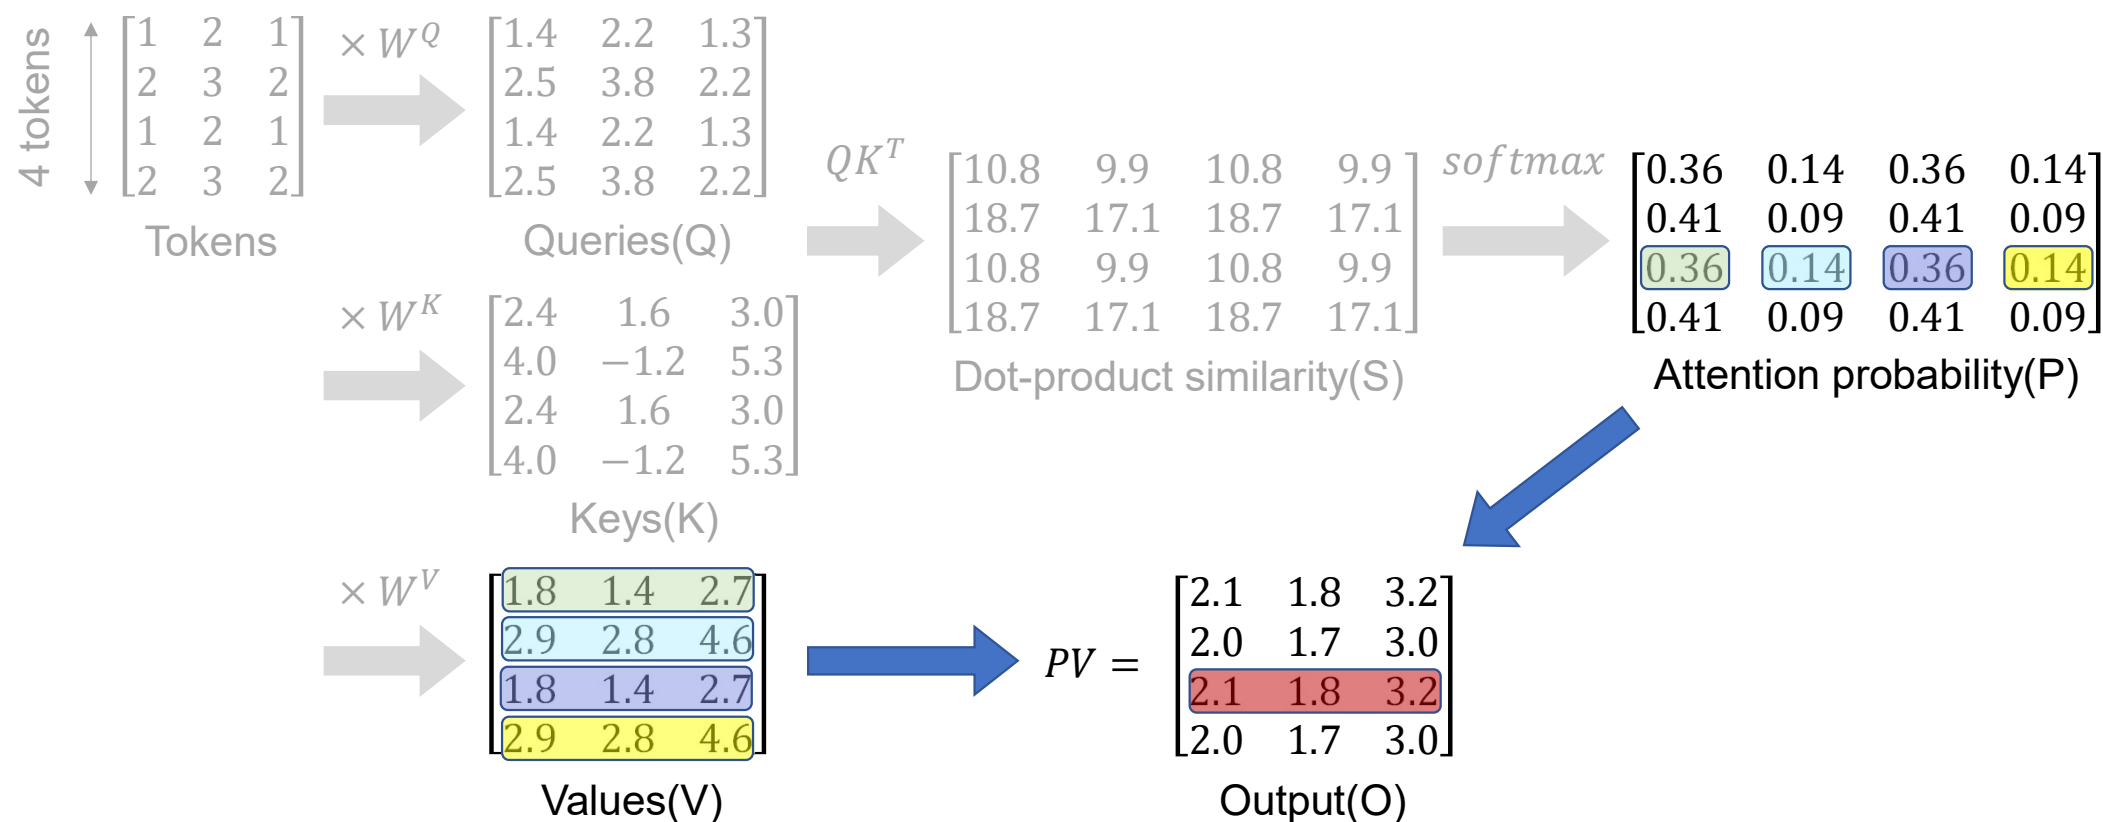 4 tokens
1 2 1
2 3 2
1 2 1
2 3 2
Tokens
× W^Q
1.4 2.2 1.3
2.5 3.8 2.2
1.4 2.2 1.3
2.5 3.8 2.2
Queries(Q)
× W^K
2.4 1.6 3.0
4.0 −1.2 5.3
2.4 1.6 3.0
4.0 −1.2 5.3
Keys(K)
QK^T
10.8 9.9 10.8 9.9
18.7 17.1 18.7 17.1
10.8 9.9 10.8 9.9
18.7 17.1 18.7 17.1
Dot-product similarity(S)
softmax
0.36 0.14 0.36 0.14
0.41 0.09 0.41 0.09
0.36 0.14 0.36 0.14
0.41 0.09 0.41 0.09
Attention probability(P)
× W^V
1.8 1.4 2.7
2.9 2.8 4.6
1.8 1.4 2.7
2.9 2.8 4.6
Values(V)
PV =
2.1 1.8 3.2
2.0 1.7 3.0
2.1 1.8 3.2
2.0 1.7 3.0
Output(O)